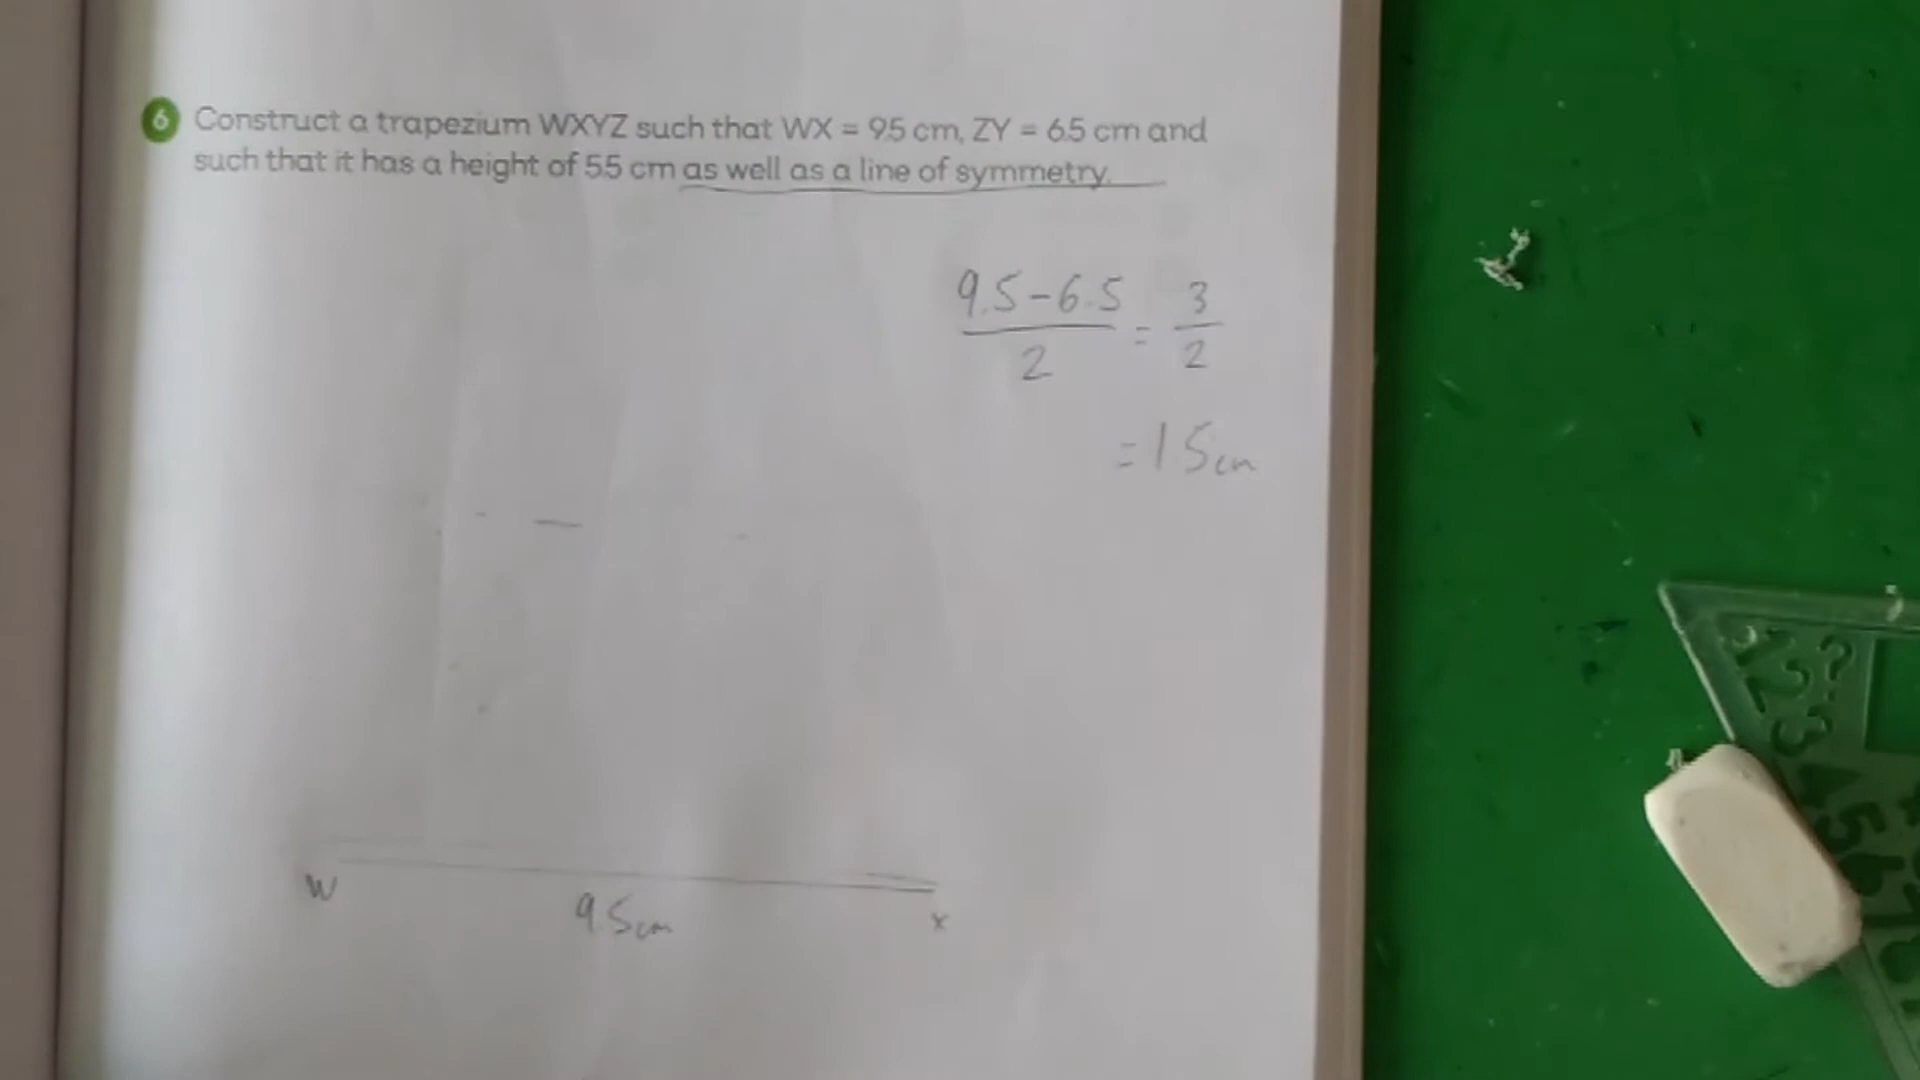 6 Construct a trapezium WXYZ such that WX = 9.5 cm, ZY = 6.5 cm and
such that it has a height of 5.5 cm as well as a line of symmetry.
9.5-6.5/2 = 3/2
=1.5cm
W
9.5cm
x